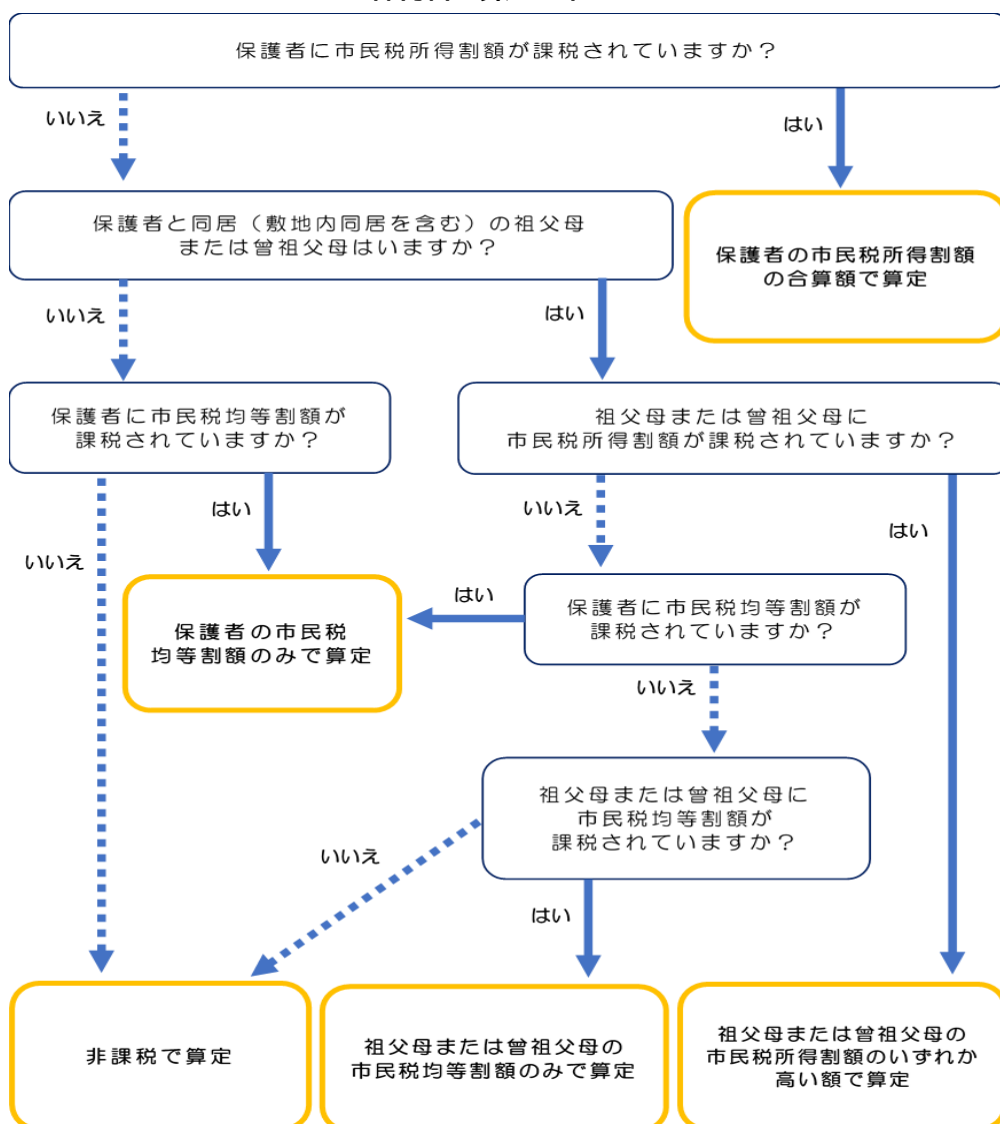 保護者に市民税所得割額が課税されていますか？
いいえ
はい
保護者と同居（敷地内同居を含む）の祖父母
または曾祖父母はいますか？
保護者の市民税所得割額
の合算額で算定
いいえ
はい
保護者に市民税均等割額が
課税されていますか？
祖父母または曾祖父母に
市民税所得割額が課税されていますか？
はい
いいえ
はい
いいえ
はい
保護者に市民税均等割額が
課税されていますか？
保護者の市民税
均等割額のみで算定
いいえ
祖父母または曾祖父母に
市民税均等割額が
課税されていますか？
いいえ
はい
非課税で算定
祖父母または曾祖父母の
市民税均等割額のみで算定
祖父母または曾祖父母の
市民税所得割額のいずれか
高い額で算定